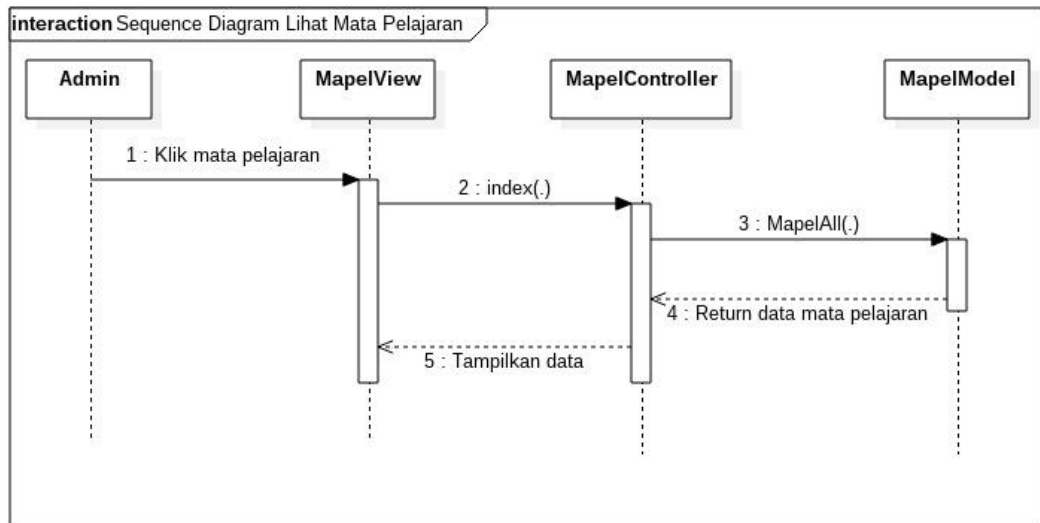 interaction Sequence Diagram Lihat Mata Pelajaran
Admin
MapelView
MapelController
MapelModel
1 : Klik mata pelajaran
2 : index(.)
3 : MapelAll(.)
4 : Return data mata pelajaran
5 : Tampilkan data